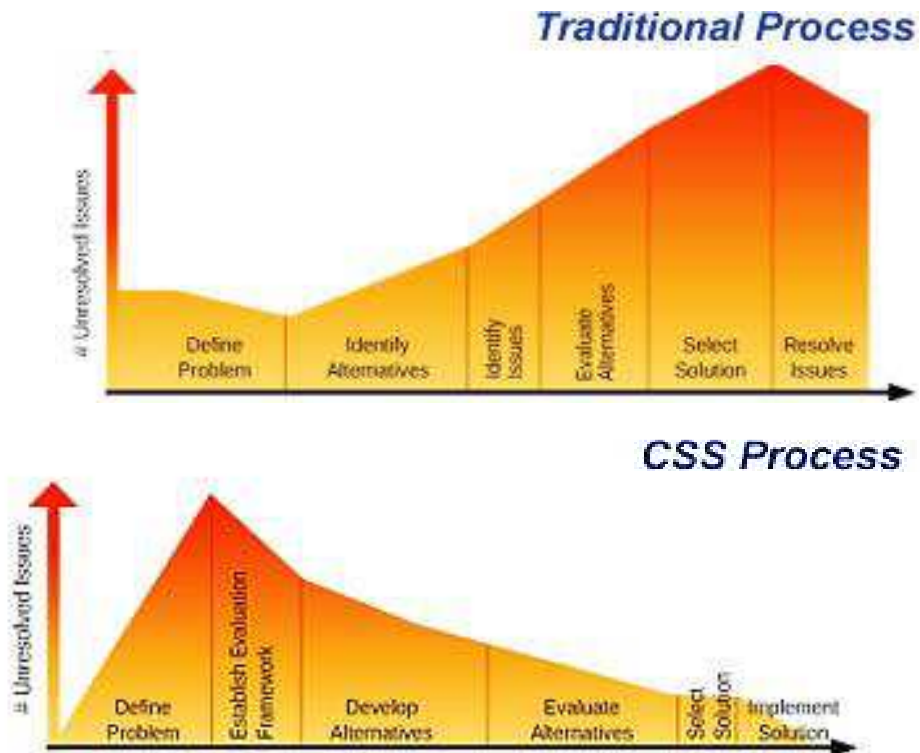 Traditional Process
# Unresolved Issues
Define
Problem
Identify
Alternatives
Identify
Issues
Evaluate
Alternatives
Select
Solution
Resolve
Issues
CSS Process
# Unresolved Issues
Define
Problem
Establish Evaluation
Framework
Develop
Alternatives
Evaluate
Alternatives
Select
Solution
Implement
Solution